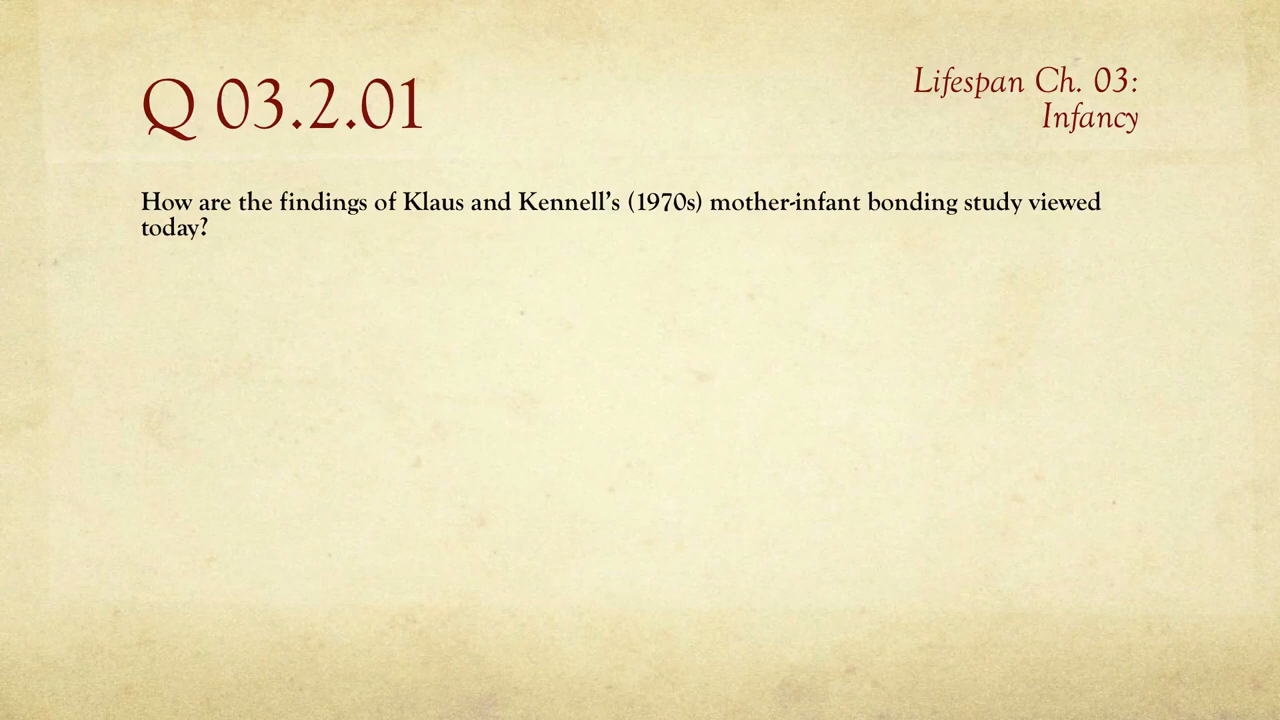 Q 03.2.01
Lifespan Ch. 03:
Infancy
How are the findings of Klaus and Kennell’s (1970s) mother-infant bonding study viewed
today?